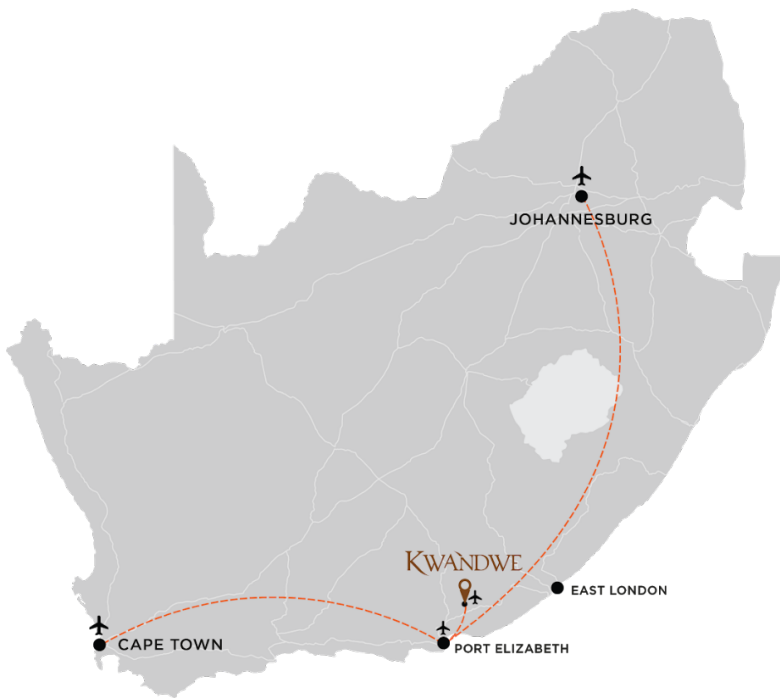 JOHANNESBURG
KWANDWE
EAST LONDON
CAPE TOWN
PORT ELIZABETH